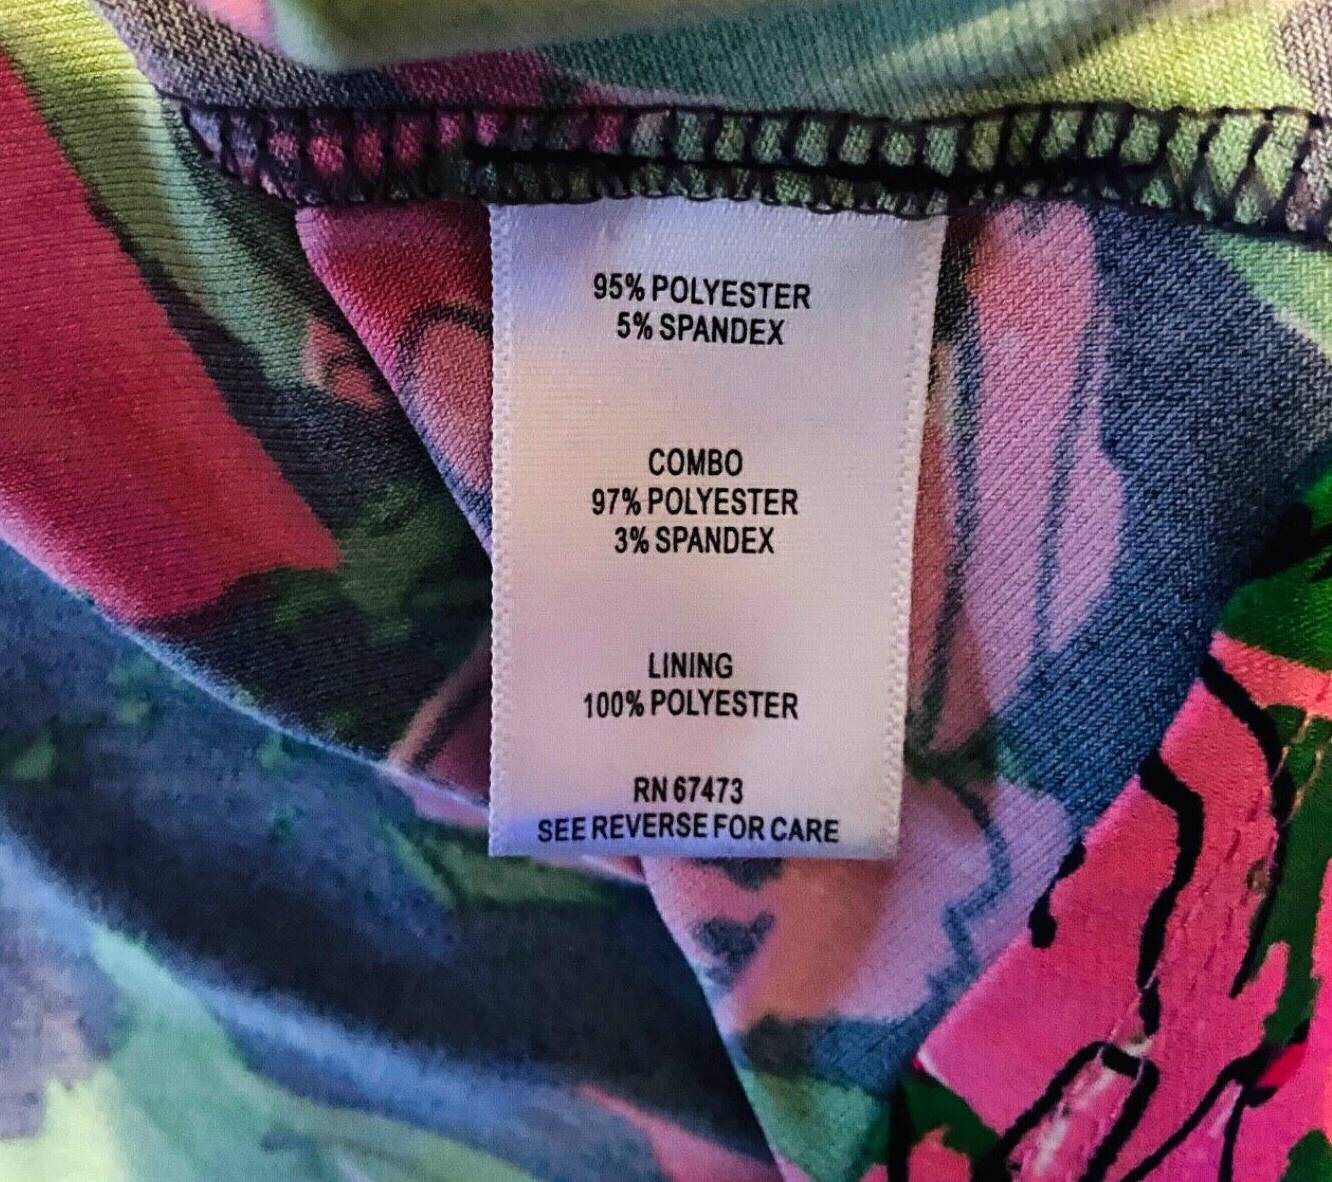 95% POLYESTER
5% SPANDEX
COMBO
97% POLYESTER
3% SPANDEX
LINING
100% POLYESTER
RN 67473
SEE REVERSE FOR CARE